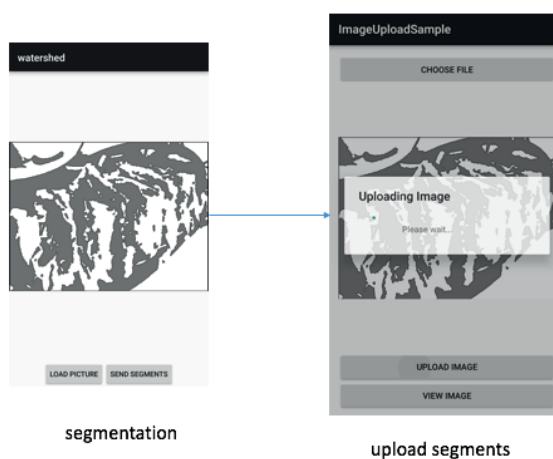 watershed
LOAD PICTURE SEND SEGMENTS
segmentation
ImageUploadSample
CHOOSE FILE
Uploading Image
Please wait...
UPLOAD IMAGE
VIEW IMAGE
upload segments